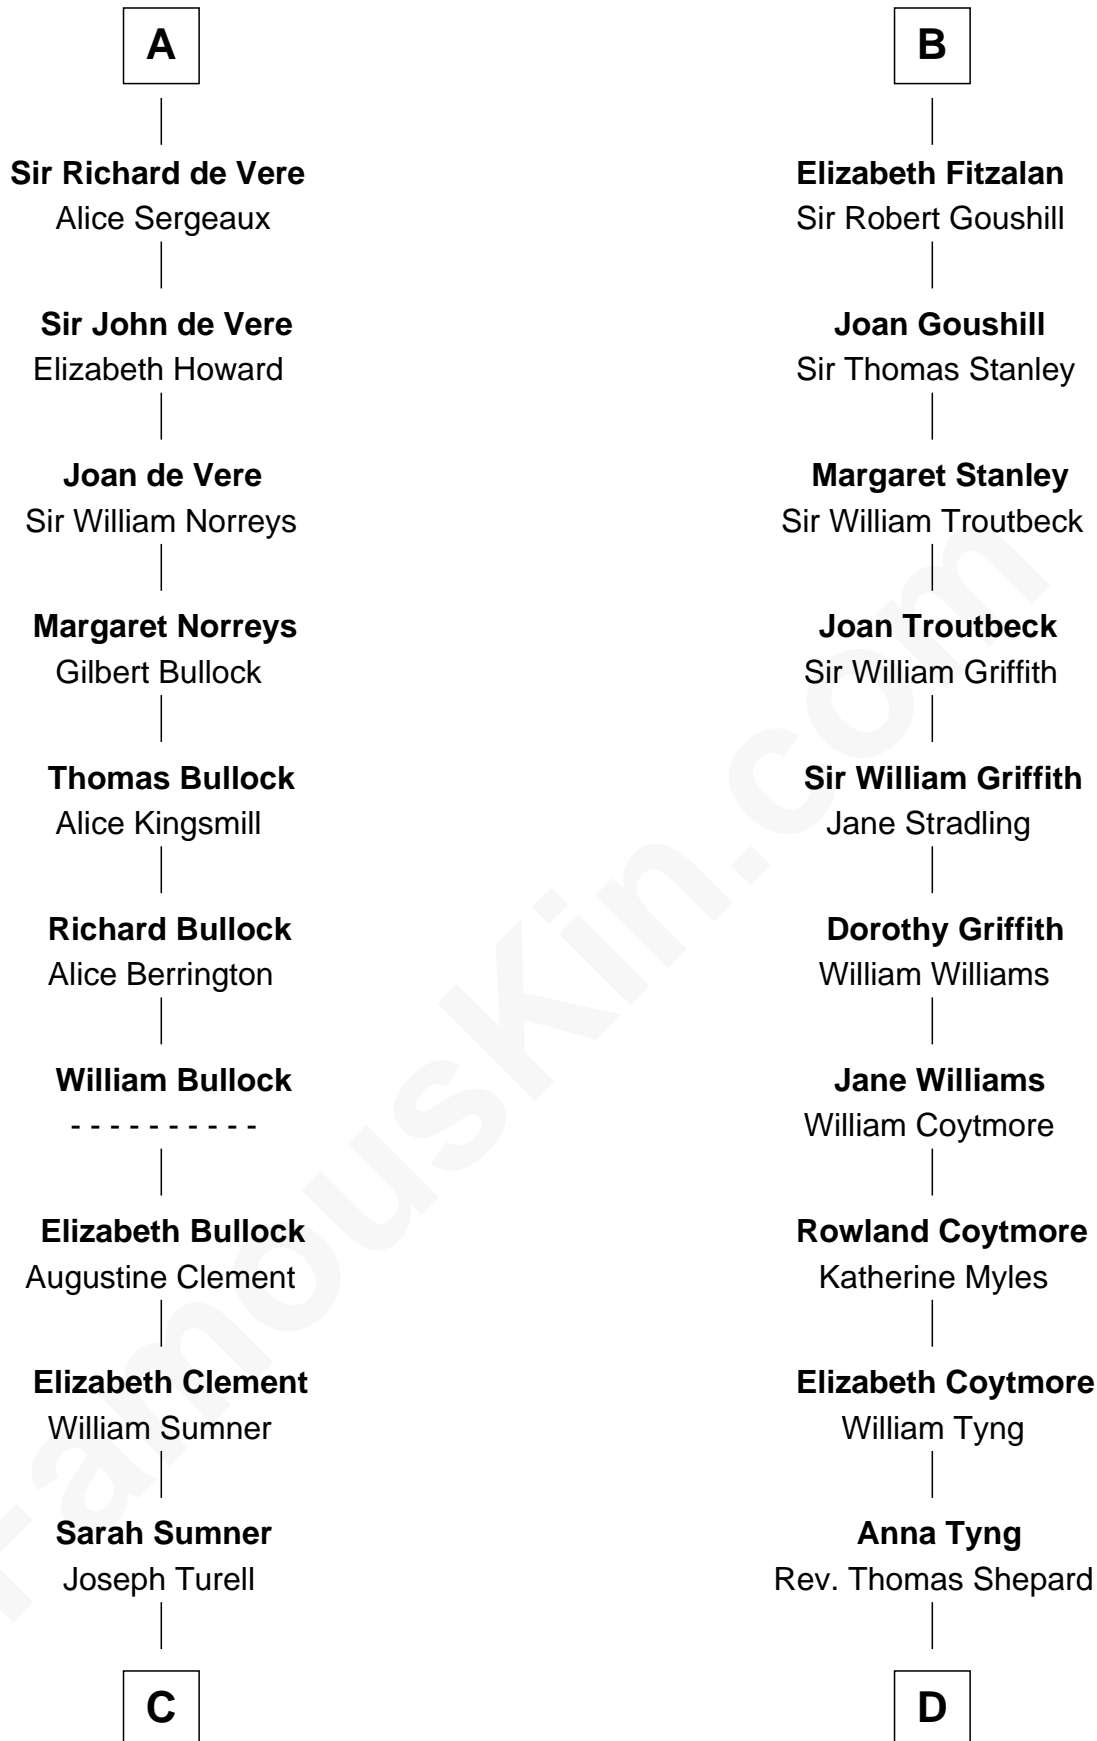 A
Sir Richard de Vere
Alice Sergeaux
Sir John de Vere
Elizabeth Howard
Joan de Vere
Sir William Norreys
Margaret Norreys
Gilbert Bullock
Thomas Bullock
Alice Kingsmill
Richard Bullock
Alice Berrington
William Bullock
- - - - - - - - - -
Elizabeth Bullock
Augustine Clement
Elizabeth Clement
William Sumner
Sarah Sumner
Joseph Turell
C
B
Elizabeth Fitzalan
Sir Robert Goushill
Joan Goushill
Sir Thomas Stanley
Margaret Stanley
Sir William Troutbeck
Joan Troutbeck
Sir William Griffith
Sir William Griffith
Jane Stradling
Dorothy Griffith
William Williams
Jane Williams
William Coytmore
Rowland Coytmore
Katherine Myles
Elizabeth Coytmore
William Tyng
Anna Tyng
Rev. Thomas Shepard
D
FamousKin.com